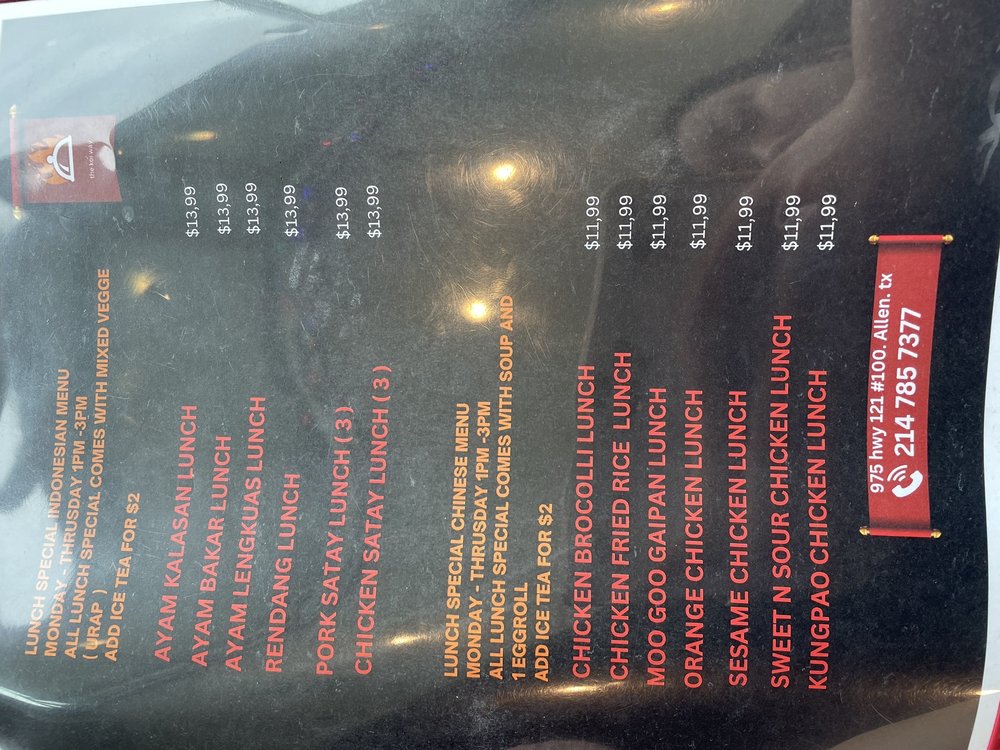 the koi wok
LUNCH SPECIAL INDONESIAN MENU
MONDAY - THRUSDAY 1PM -3PM
ALL LUNCH SPECIAL COMES WITH MIXED VEGGE
( URAP )
ADD ICE TEA FOR $2
AYAM KALASAN LUNCH $13,99
AYAM BAKAR LUNCH $13,99
AYAM LENGKUAS LUNCH $13,99
RENDANG LUNCH $13,99
PORK SATAY LUNCH ( 3 ) $13,99
CHICKEN SATAY LUNCH ( 3 ) $13,99
LUNCH SPECIAL CHINESE MENU
MONDAY - THRUSDAY 1PM -3PM
ALL LUNCH SPECIAL COMES WITH SOUP AND
1 EGGROLL
ADD ICE TEA FOR $2
CHICKEN BROCOLLI LUNCH $11,99
CHICKEN FRIED RICE LUNCH $11,99
MOO GOO GAIPAN LUNCH $11,99
ORANGE CHICKEN LUNCH $11,99
SESAME CHICKEN LUNCH $11,99
SWEET N SOUR CHICKEN LUNCH $11,99
KUNGPAO CHICKEN LUNCH $11,99
975 hwy 121 #100. Allen. tx
214 785 7377